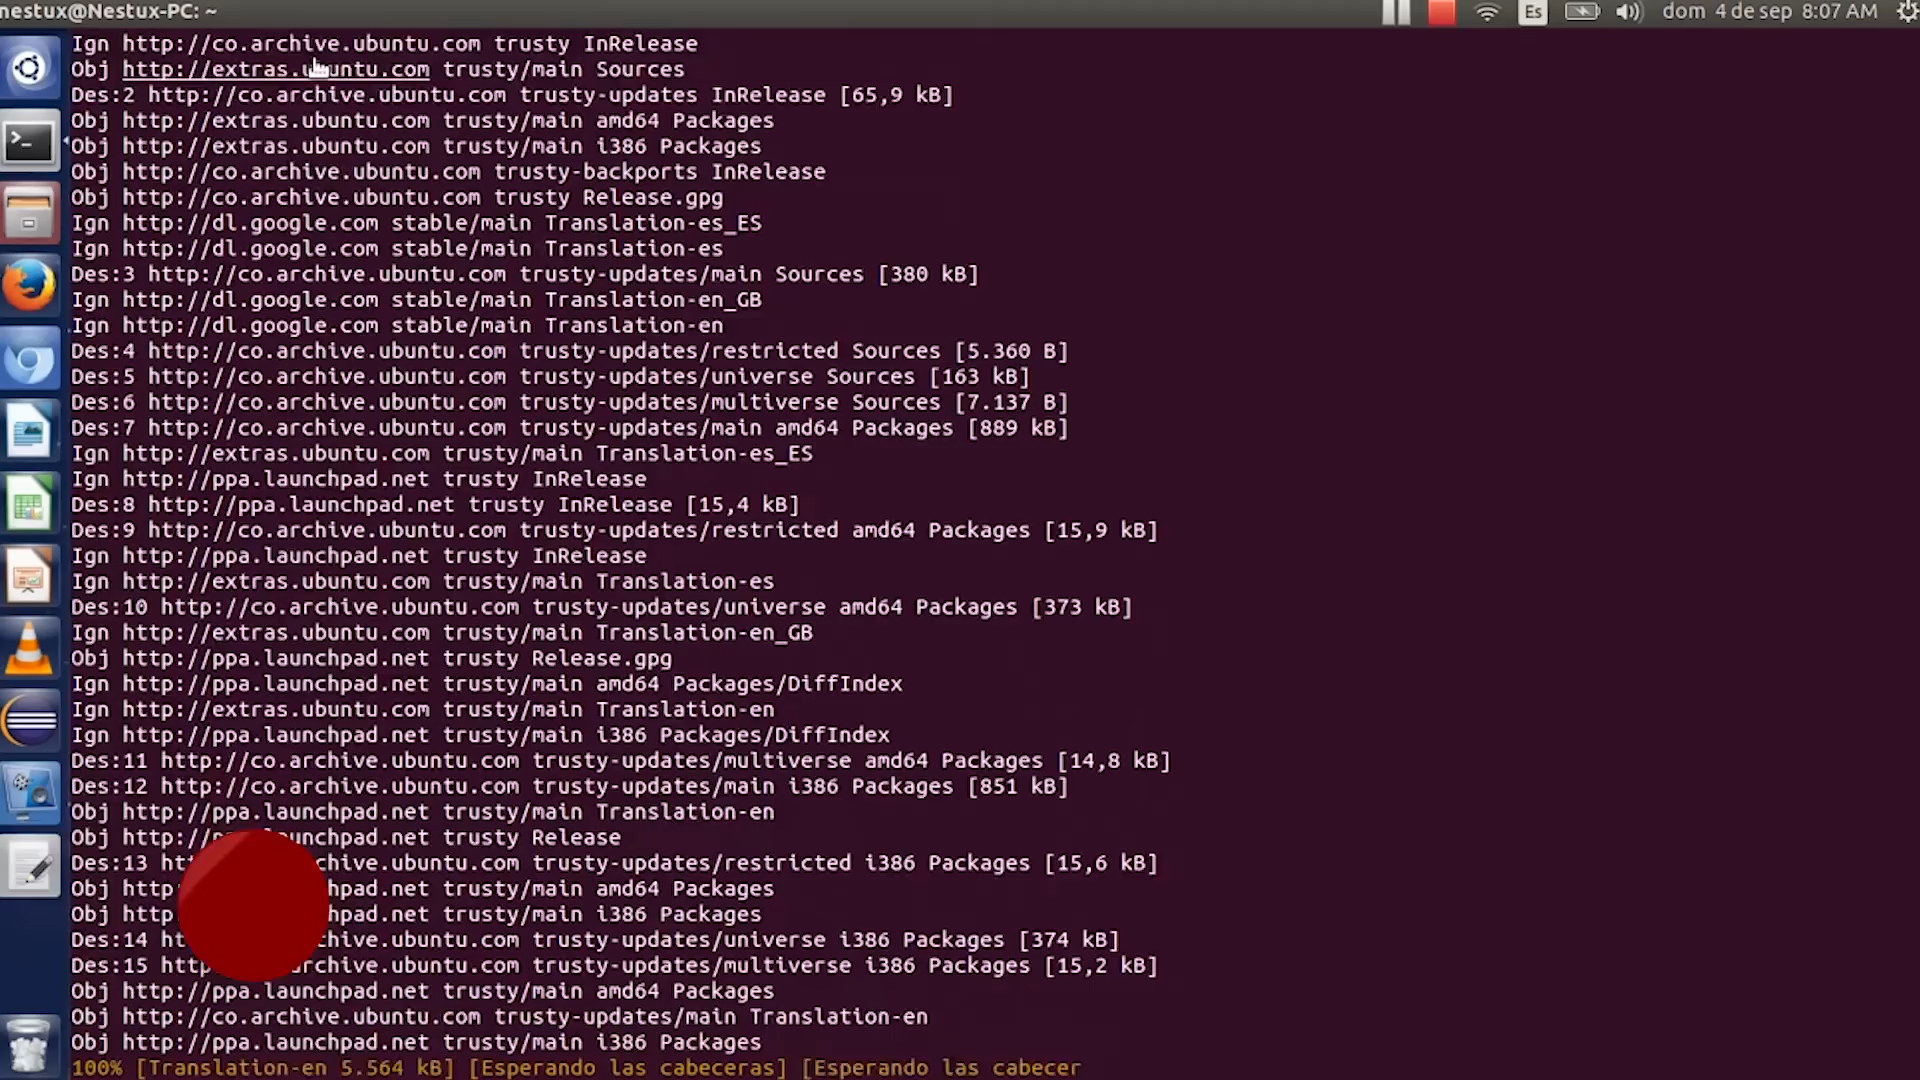 nestux@Nestux-PC: ~
Es
dom 4 de sep 8:07 AM
Ign http://co.archive.ubuntu.com trusty InRelease
Obj http://extras.ubuntu.com trusty/main Sources
Des:2 http://co.archive.ubuntu.com trusty-updates InRelease [65,9 kB]
Obj http://extras.ubuntu.com trusty/main amd64 Packages
Obj http://extras.ubuntu.com trusty/main i386 Packages
Obj http://co.archive.ubuntu.com trusty-backports InRelease
Obj http://co.archive.ubuntu.com trusty Release.gpg
Ign http://dl.google.com stable/main Translation-es_ES
Ign http://dl.google.com stable/main Translation-es
Des:3 http://co.archive.ubuntu.com trusty-updates/main Sources [380 kB]
Ign http://dl.google.com stable/main Translation-en_GB
Ign http://dl.google.com stable/main Translation-en
Des:4 http://co.archive.ubuntu.com trusty-updates/restricted Sources [5.360 B]
Des:5 http://co.archive.ubuntu.com trusty-updates/universe Sources [163 kB]
Des:6 http://co.archive.ubuntu.com trusty-updates/multiverse Sources [7.137 B]
Des:7 http://co.archive.ubuntu.com trusty-updates/main amd64 Packages [889 kB]
Ign http://extras.ubuntu.com trusty/main Translation-es_ES
Ign http://ppa.launchpad.net trusty InRelease
Des:8 http://ppa.launchpad.net trusty InRelease [15,4 kB]
Des:9 http://co.archive.ubuntu.com trusty-updates/restricted amd64 Packages [15,9 kB]
Ign http://ppa.launchpad.net trusty InRelease
Ign http://extras.ubuntu.com trusty/main Translation-es
Des:10 http://co.archive.ubuntu.com trusty-updates/universe amd64 Packages [373 kB]
Ign http://extras.ubuntu.com trusty/main Translation-en_GB
Obj http://ppa.launchpad.net trusty Release.gpg
Ign http://ppa.launchpad.net trusty/main amd64 Packages/DiffIndex
Ign http://extras.ubuntu.com trusty/main Translation-en
Ign http://ppa.launchpad.net trusty/main i386 Packages/DiffIndex
Des:11 http://co.archive.ubuntu.com trusty-updates/multiverse amd64 Packages [14,8 kB]
Des:12 http://co.archive.ubuntu.com trusty-updates/main i386 Packages [851 kB]
Obj http://ppa.launchpad.net trusty/main Translation-en
Obj http://ppa.launchpad.net trusty Release
Des:13 trusty-updates/restricted i386 Packages [15,6 kB]
Obj trusty/main amd64 Packages
Obj trusty/main i386 Packages
Des:14 trusty-updates/universe i386 Packages [374 kB]
Des:15 trusty-updates/multiverse i386 Packages [15,2 kB]
Obj http://ppa.launchpad.net trusty/main amd64 Packages
Obj http://co.archive.ubuntu.com trusty-updates/main Translation-en
Obj http://ppa.launchpad.net trusty/main i386 Packages
100% [Translation-en 5.564 kB] [Esperando las cabeceras] [Esperando las cabecer